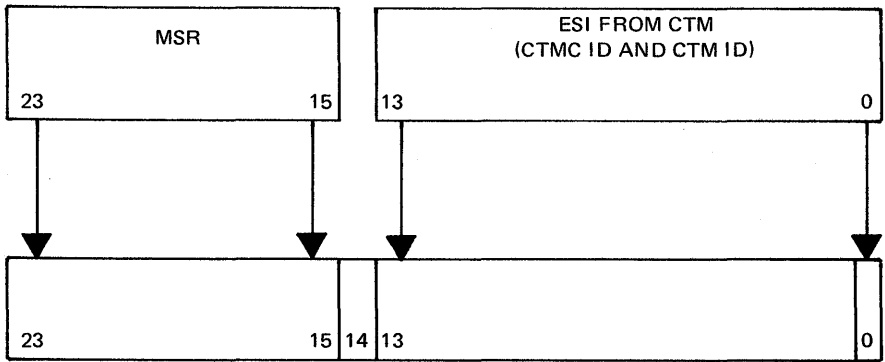 MSR
ESI FROM CTM
(CTMC ID AND CTM ID)
23 15 13 0
23 15 14 13 0